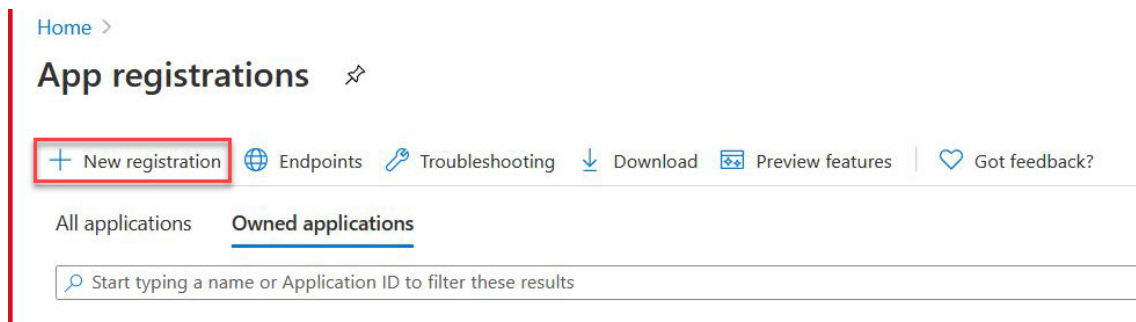 Home >
App registrations
+ New registration Endpoints Troubleshooting Download Preview features Got feedback?
All applications Owned applications
Start typing a name or Application ID to filter these results